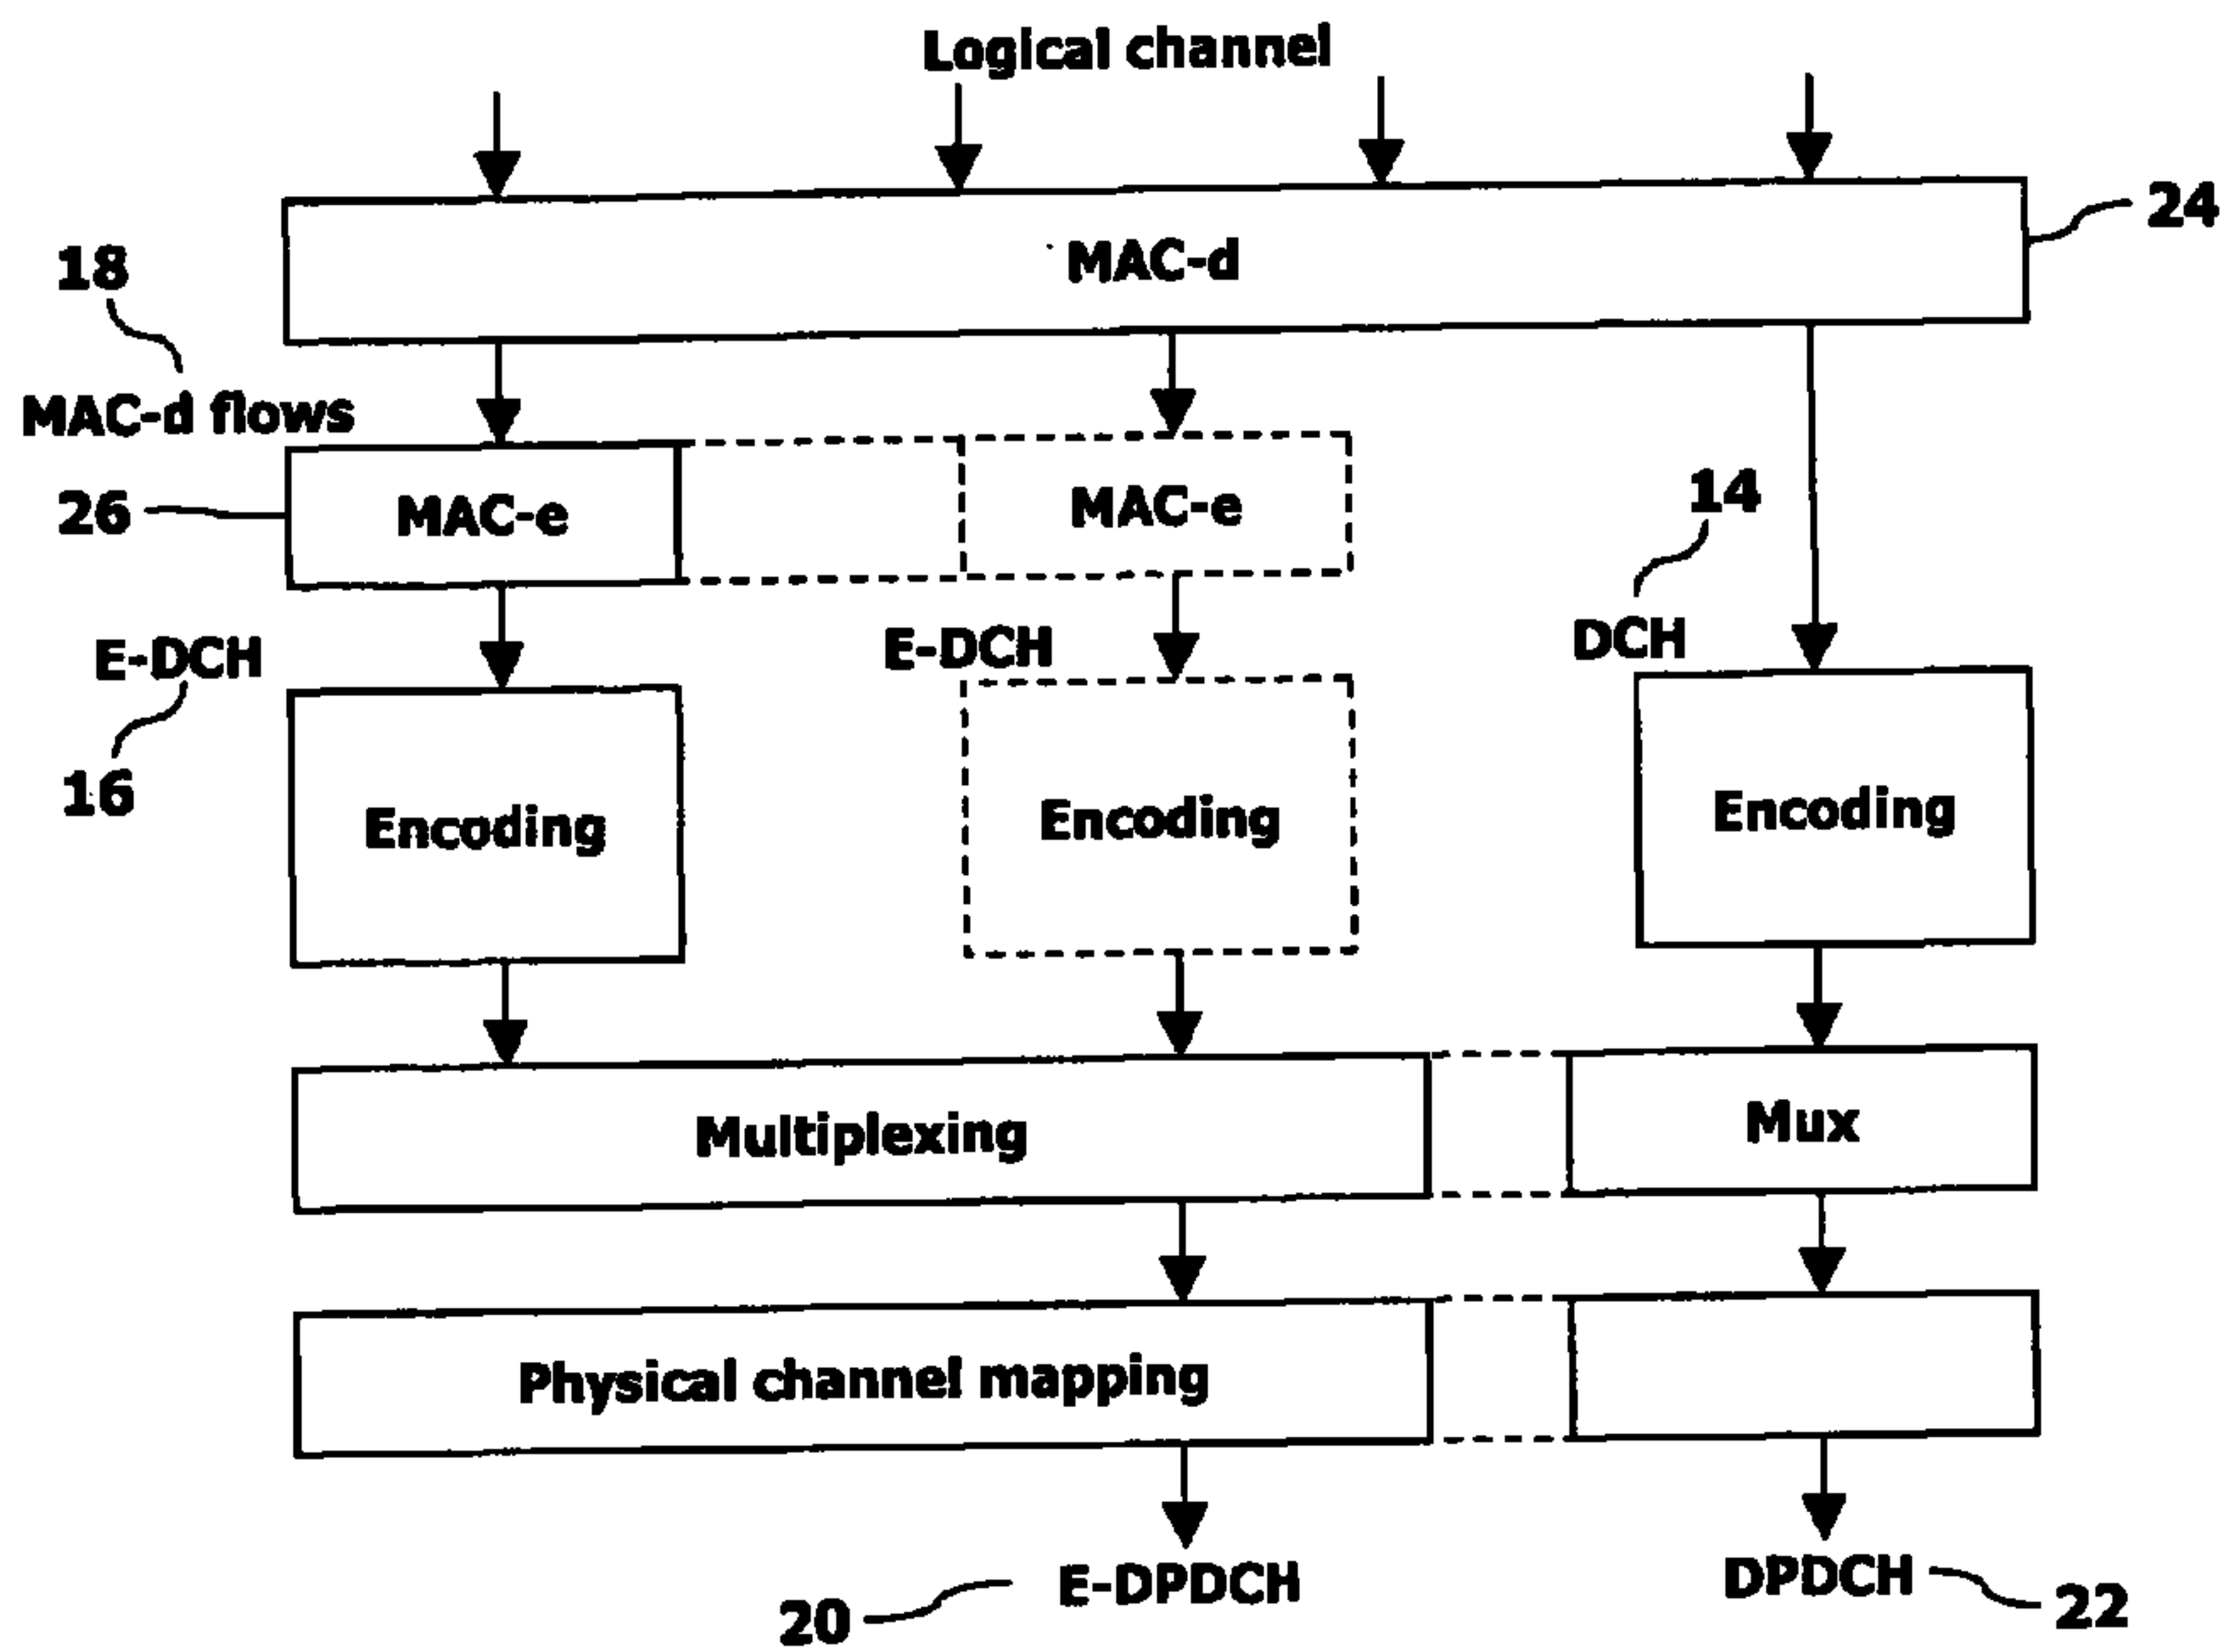 Logical channel
24
MAC-d
18
MAC-d flows
26
MAC-e
MAC-e
14
E-DCH
E-DCH
DCH
16
Encoding
Encoding
Encoding
Multiplexing
Mux
Physical channel mapping
E-DPDCH
DPDCH
20
22